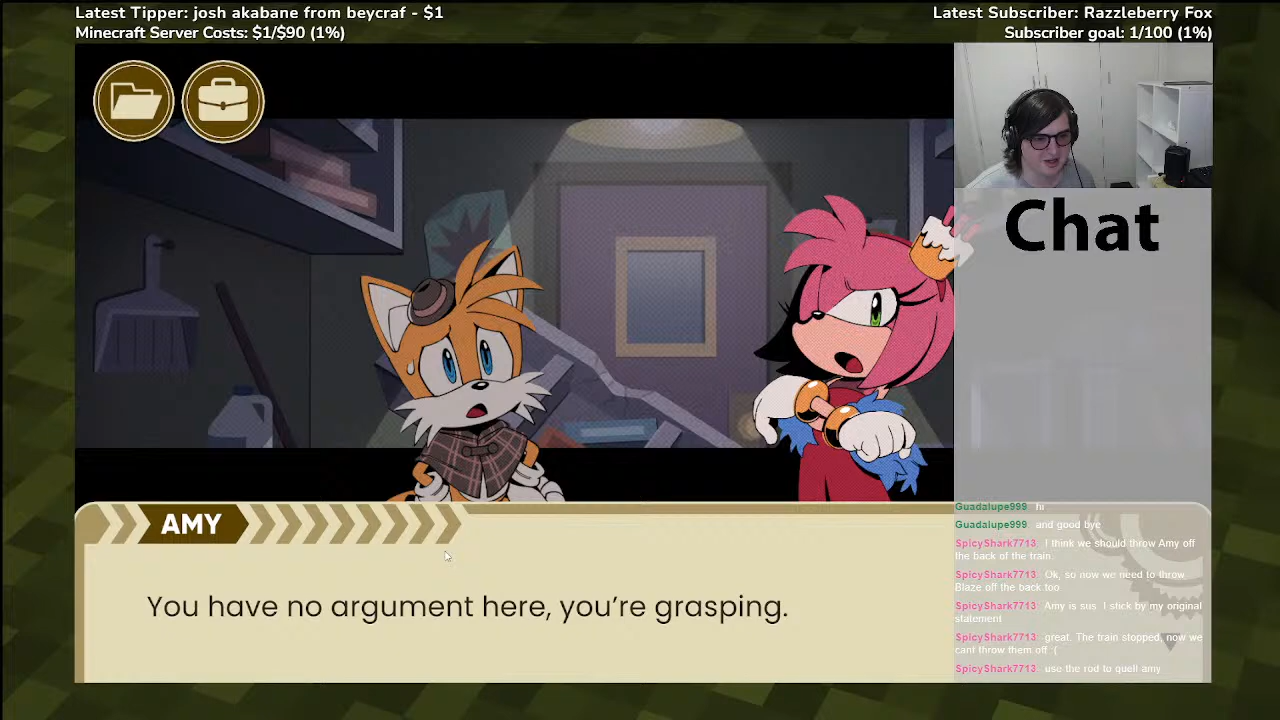 Latest Tipper: josh akabane from beycraf - $1
Minecraft Server Costs: $1/$90 (1%)
Latest Subscriber: Razzleberry Fox
Subscriber goal: 1/100 (1%)
Chat
Guadalupe999 hi
Guadalupe999 and good bye
SpicyShark7713 I think we should throw Amy off
the back of the train.
SpicyShark7713 Ok, so now we need to throw
Blaze off the back too
SpicyShark7713 Amy is sus. I stick by my original
statement
SpicyShark7713 great. The train stopped, now we
cant throw them off :(
SpicyShark7713 use the rod to quell amy
AMY
You have no argument here, you're grasping.